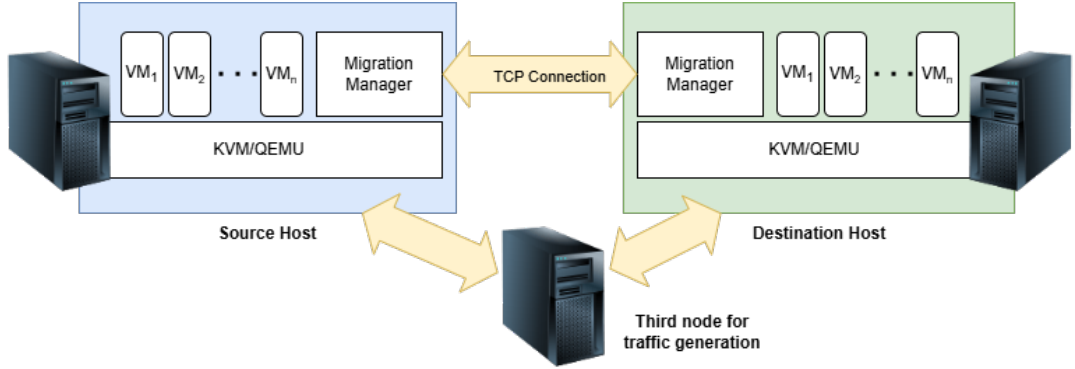 VM₁ VM₂ . . . VMₙ
Migration
Manager
KVM/QEMU
Source Host
TCP Connection
Migration
Manager
VM₁ VM₂ . . . VMₙ
KVM/QEMU
Destination Host
Third node for
traffic generation